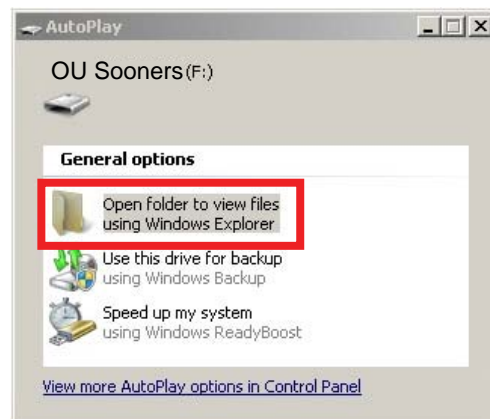 AutoPlay
OU Sooners (F:)
General options
Open folder to view files
using Windows Explorer
Use this drive for backup
using Windows Backup
Speed up my system
using Windows ReadyBoost
View more AutoPlay options in Control Panel